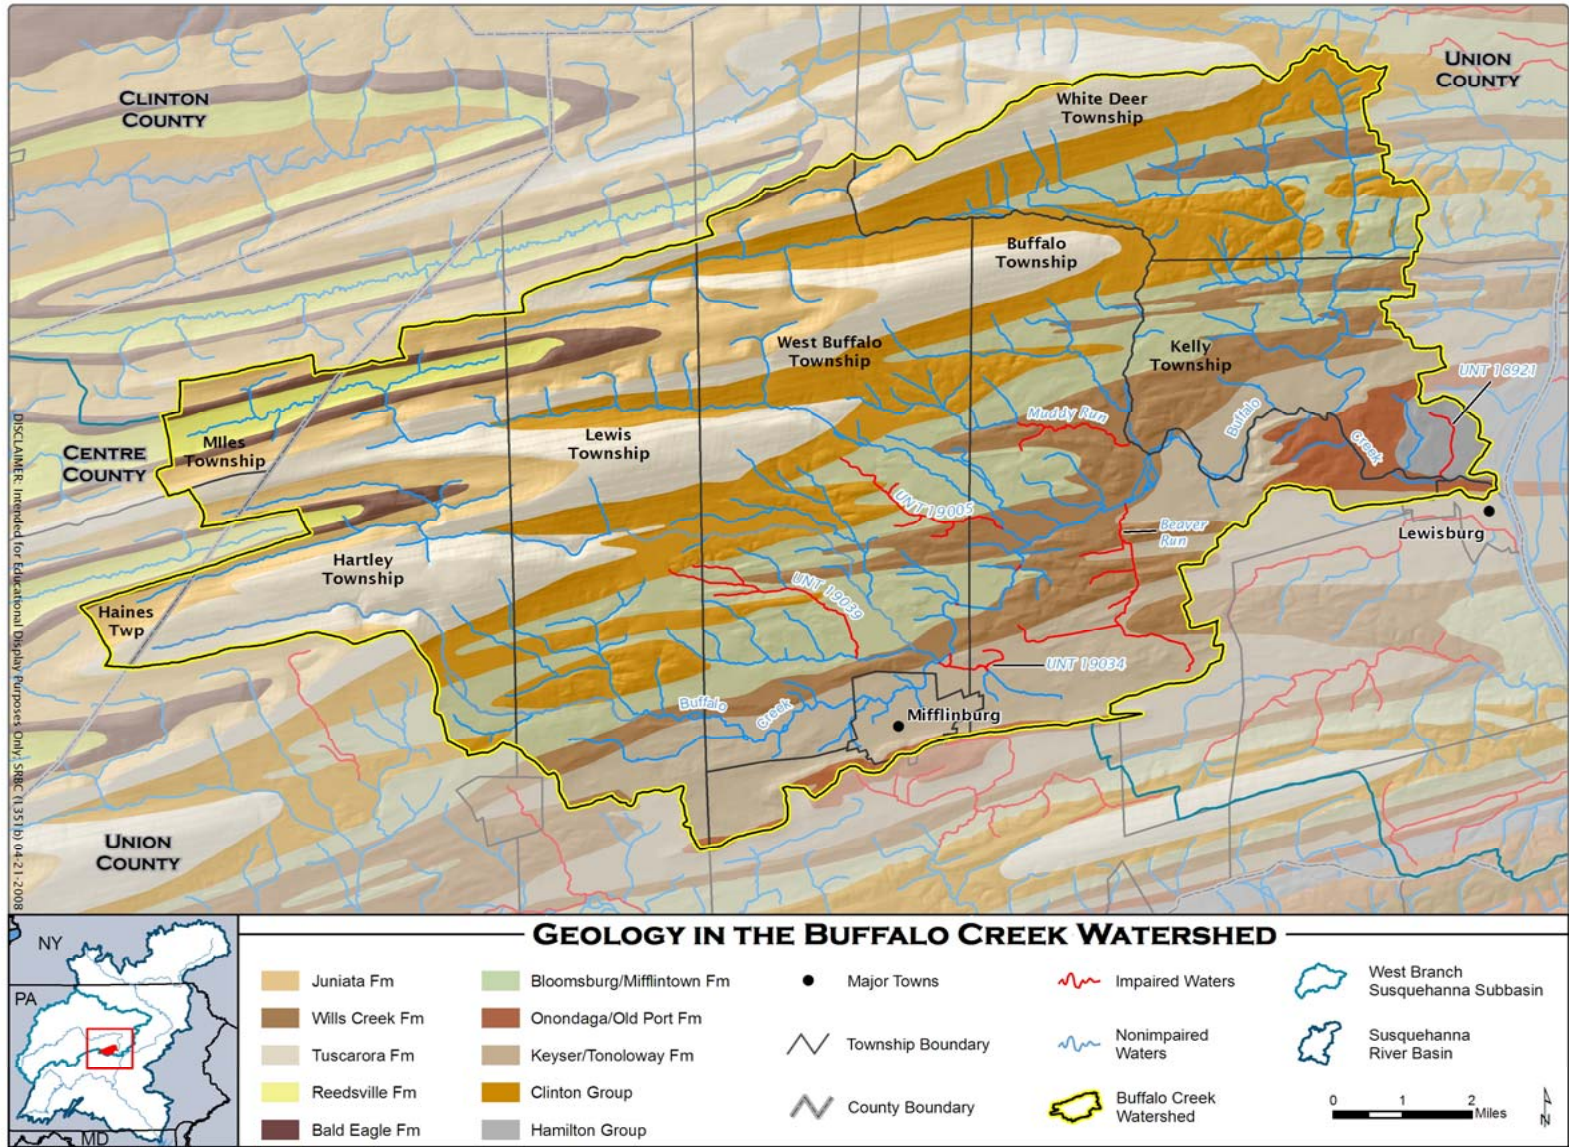 CLINTON
COUNTY
UNION
COUNTY
White Deer
Township
Buffalo
Township
West Buffalo
Township
Kelly
Township
UNT 18921
Muddy Run
Buffalo
Creek
CENTRE
COUNTY
Miles
Township
Lewis
Township
UNT 19005
Beaver
Run
Lewisburg
Hartley
Township
UNT 19039
Haines
Twp
UNT 19034
Buffalo
Creek
Mifflinburg
UNION
COUNTY
DISCLAIMER: Intended for Educational Display Purposes Only; SRBC (1351b) 04-21-2008
NY
PA
MD
GEOLOGY IN THE BUFFALO CREEK WATERSHED
Juniata Fm
Wills Creek Fm
Tuscarora Fm
Reedsville Fm
Bald Eagle Fm
Bloomsburg/Mifflintown Fm
Onondaga/Old Port Fm
Keyser/Tonoloway Fm
Clinton Group
Hamilton Group
Major Towns
Township Boundary
County Boundary
Impaired Waters
Nonimpaired
Waters
Buffalo Creek
Watershed
West Branch
Susquehanna Subbasin
Susquehanna
River Basin
0 1 2
Miles
N